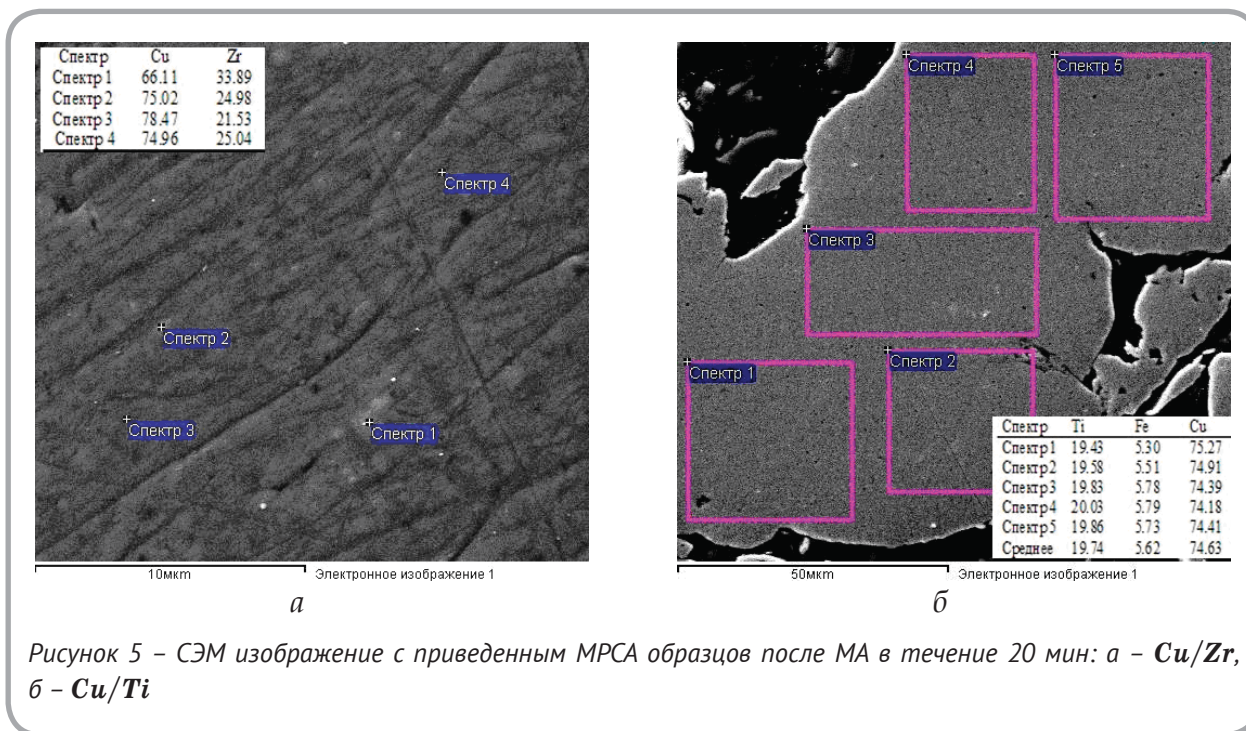 Спектр Cu Zr
Спектр 1 66.11 33.89
Спектр 2 75.02 24.98
Спектр 3 78.47 21.53
Спектр 4 74.96 25.04
Спектр 4
Спектр 2
Спектр 3
Спектр 1
10мкm Электронное изображение 1
а
Спектр 4
Спектр 5
Спектр 3
Спектр 1
Спектр 2
Спектр Ti Fe Cu
Спектр1 19.43 5.30 75.27
Спектр2 19.58 5.51 74.91
Спектр3 19.83 5.78 74.39
Спектр4 20.03 5.79 74.18
Спектр5 19.86 5.73 74.41
Среднее 19.74 5.62 74.63
50мкm Электронное изображение 1
б
Рисунок 5 – СЭМ изображение с приведенным МРСА образцов после МА в течение 20 мин: а – Cu/Zr,
б – Cu/Ti